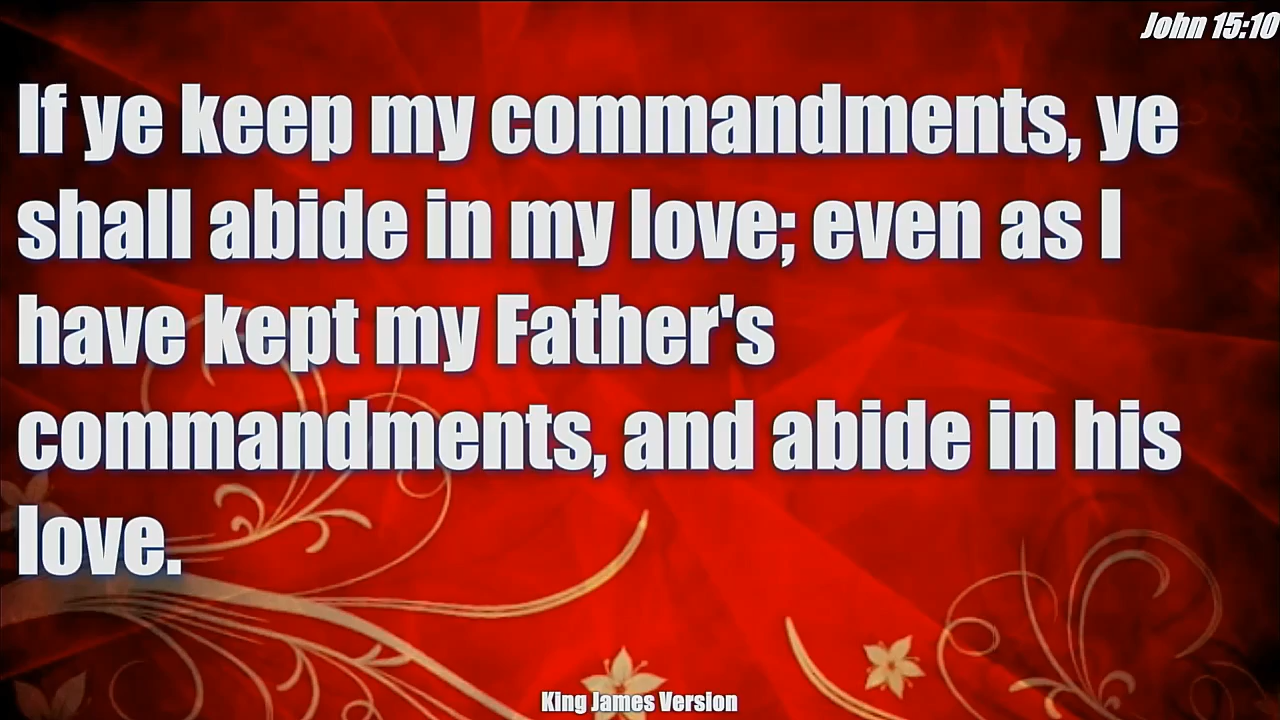 John 15:10
If ye keep my commandments, ye
shall abide in my love; even as I
have kept my Father's
commandments, and abide in his
love.
King James Version